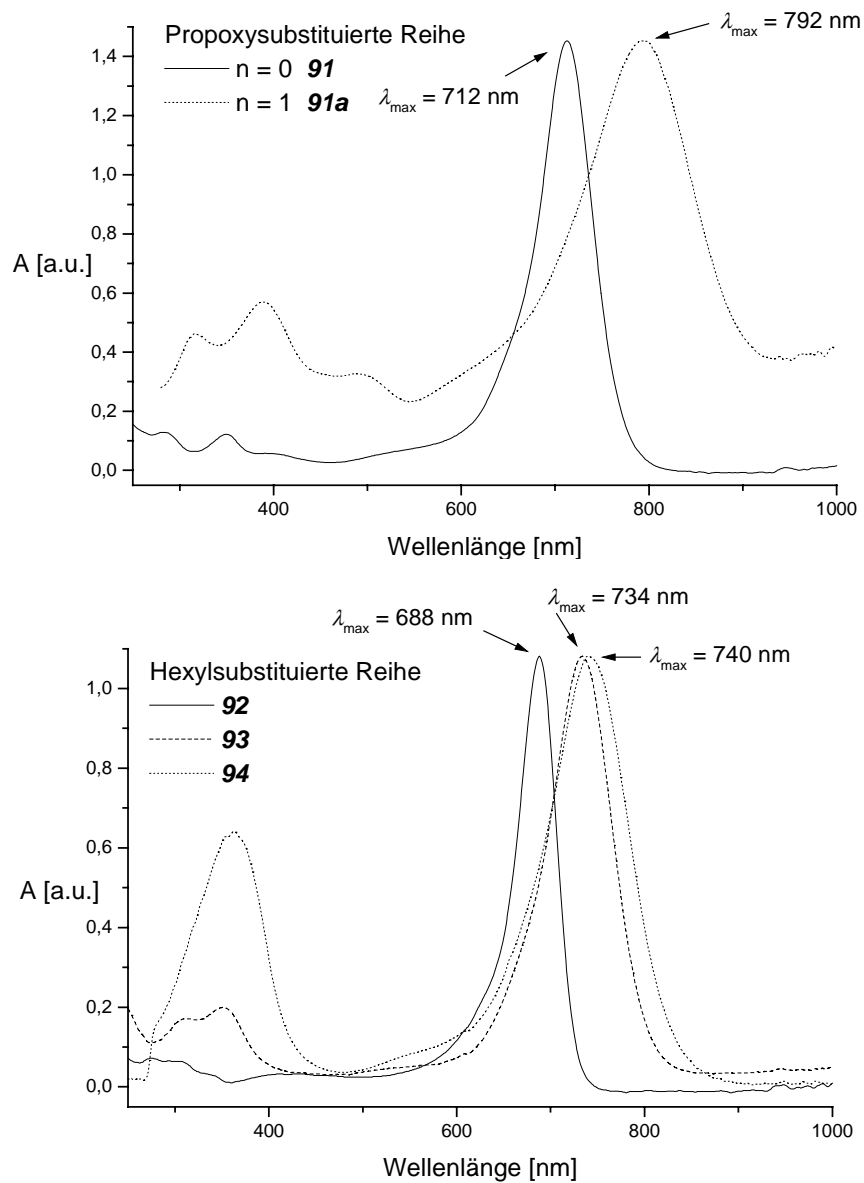 λmax = 792 nm
1,4
Propoxysubstituierte Reihe
n = 0 91
n = 1 91a
λmax = 712 nm
1,2
1,0
0,8
A [a.u.]
0,6
0,4
0,2
0,0
400 600 800 1000
Wellenlänge [nm]
λmax = 734 nm
λmax = 688 nm
λmax = 740 nm
Hexylsubstituierte Reihe
1,0
92
93
94
0,8
0,6
A [a.u.]
0,4
0,2
0,0
400 600 800 1000
Wellenlänge [nm]